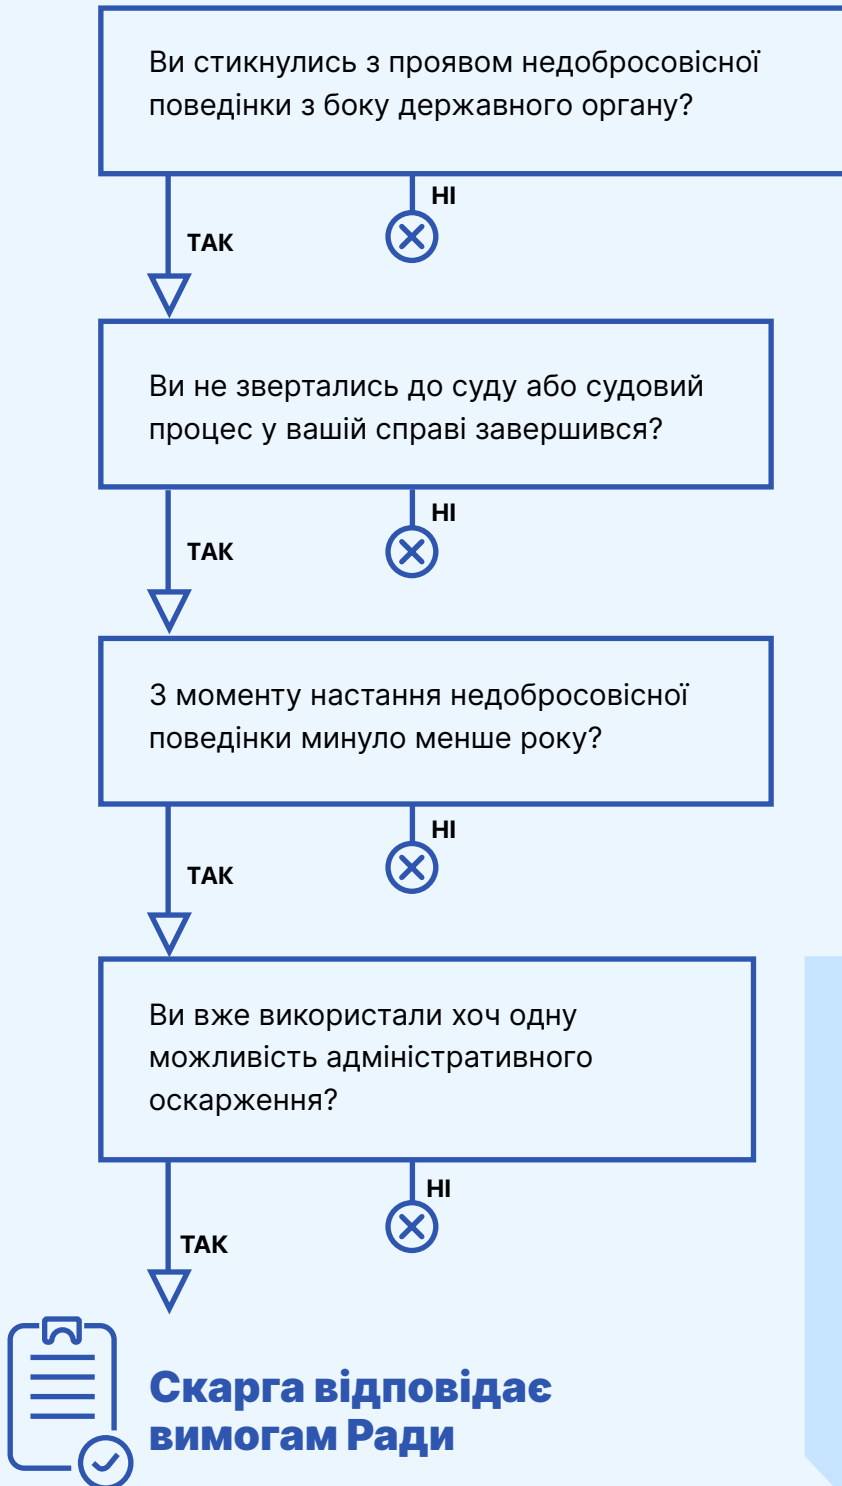 Ви стикнулись з проявом недобросовісної
поведінки з боку державного органу?
НІ
ТАК
Ви не звертались до суду або судовий
процес у вашій справі завершився?
НІ
ТАК
З моменту настання недобросовісної
поведінки минуло менше року?
НІ
ТАК
Ви вже використали хоч одну
можливість адміністративного
оскарження?
НІ
ТАК
Скарга відповідає
вимогам Ради